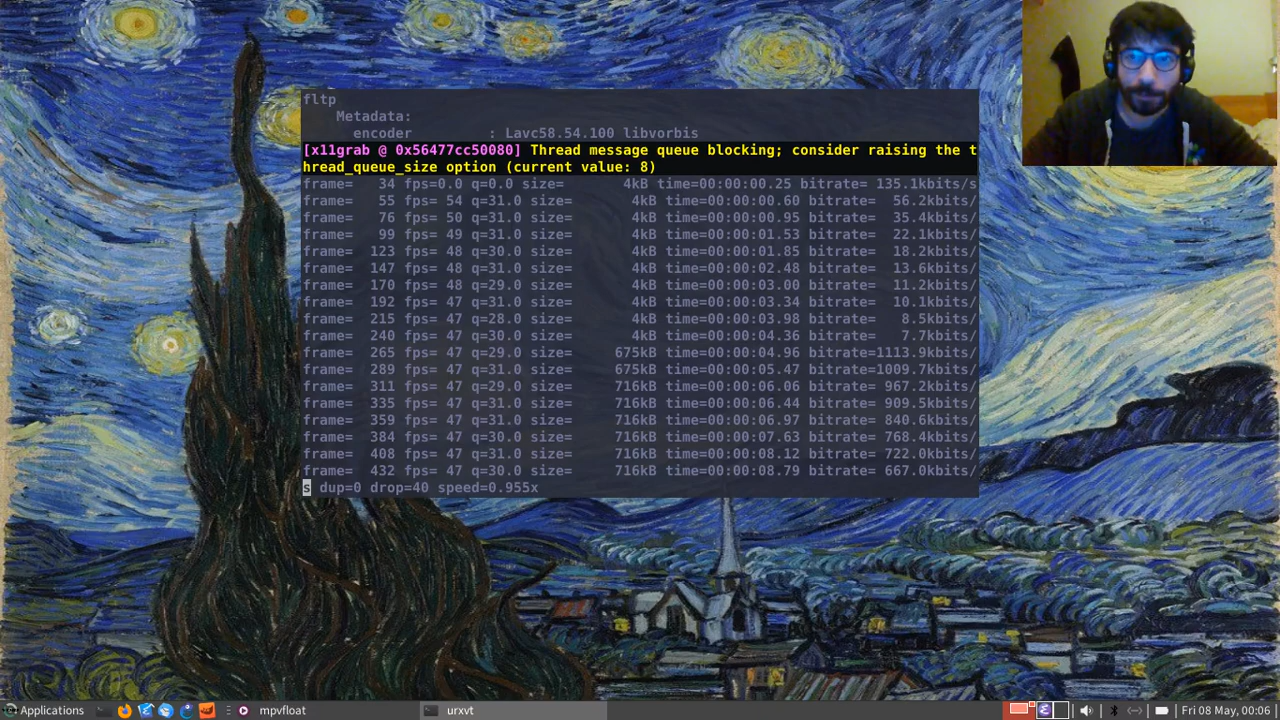 fltp
Metadata:
encoder : Lavc58.54.100 libvorbis
[x11grab @ 0x56477cc50080] Thread message queue blocking; consider raising the t
hread_queue_size option (current value: 8)
frame= 34 fps=0.0 q=0.0 size= 4kB time=00:00:00.25 bitrate= 135.1kbits/s
frame= 55 fps= 54 q=31.0 size= 4kB time=00:00:00.60 bitrate= 56.2kbits/
frame= 76 fps= 50 q=31.0 size= 4kB time=00:00:00.95 bitrate= 35.4kbits/
frame= 99 fps= 49 q=31.0 size= 4kB time=00:00:01.53 bitrate= 22.1kbits/
frame= 123 fps= 48 q=30.0 size= 4kB time=00:00:01.85 bitrate= 18.2kbits/
frame= 147 fps= 48 q=31.0 size= 4kB time=00:00:02.48 bitrate= 13.6kbits/
frame= 170 fps= 48 q=29.0 size= 4kB time=00:00:03.00 bitrate= 11.2kbits/
frame= 192 fps= 47 q=31.0 size= 4kB time=00:00:03.34 bitrate= 10.1kbits/
frame= 215 fps= 47 q=28.0 size= 4kB time=00:00:03.98 bitrate= 8.5kbits/
frame= 240 fps= 47 q=30.0 size= 4kB time=00:00:04.36 bitrate= 7.7kbits/
frame= 265 fps= 47 q=29.0 size= 675kB time=00:00:04.96 bitrate=1113.9kbits/
frame= 289 fps= 47 q=31.0 size= 675kB time=00:00:05.47 bitrate=1009.7kbits/
frame= 311 fps= 47 q=29.0 size= 716kB time=00:00:06.06 bitrate= 967.2kbits/
frame= 335 fps= 47 q=31.0 size= 716kB time=00:00:06.44 bitrate= 909.5kbits/
frame= 359 fps= 47 q=31.0 size= 716kB time=00:00:06.97 bitrate= 840.6kbits/
frame= 384 fps= 47 q=30.0 size= 716kB time=00:00:07.63 bitrate= 768.4kbits/
frame= 408 fps= 47 q=31.0 size= 716kB time=00:00:08.12 bitrate= 722.0kbits/
frame= 432 fps= 47 q=30.0 size= 716kB time=00:00:08.79 bitrate= 667.0kbits/
s dup=0 drop=40 speed=0.955x
Applications mpvfloat urxvt Fri 08 May, 00:06